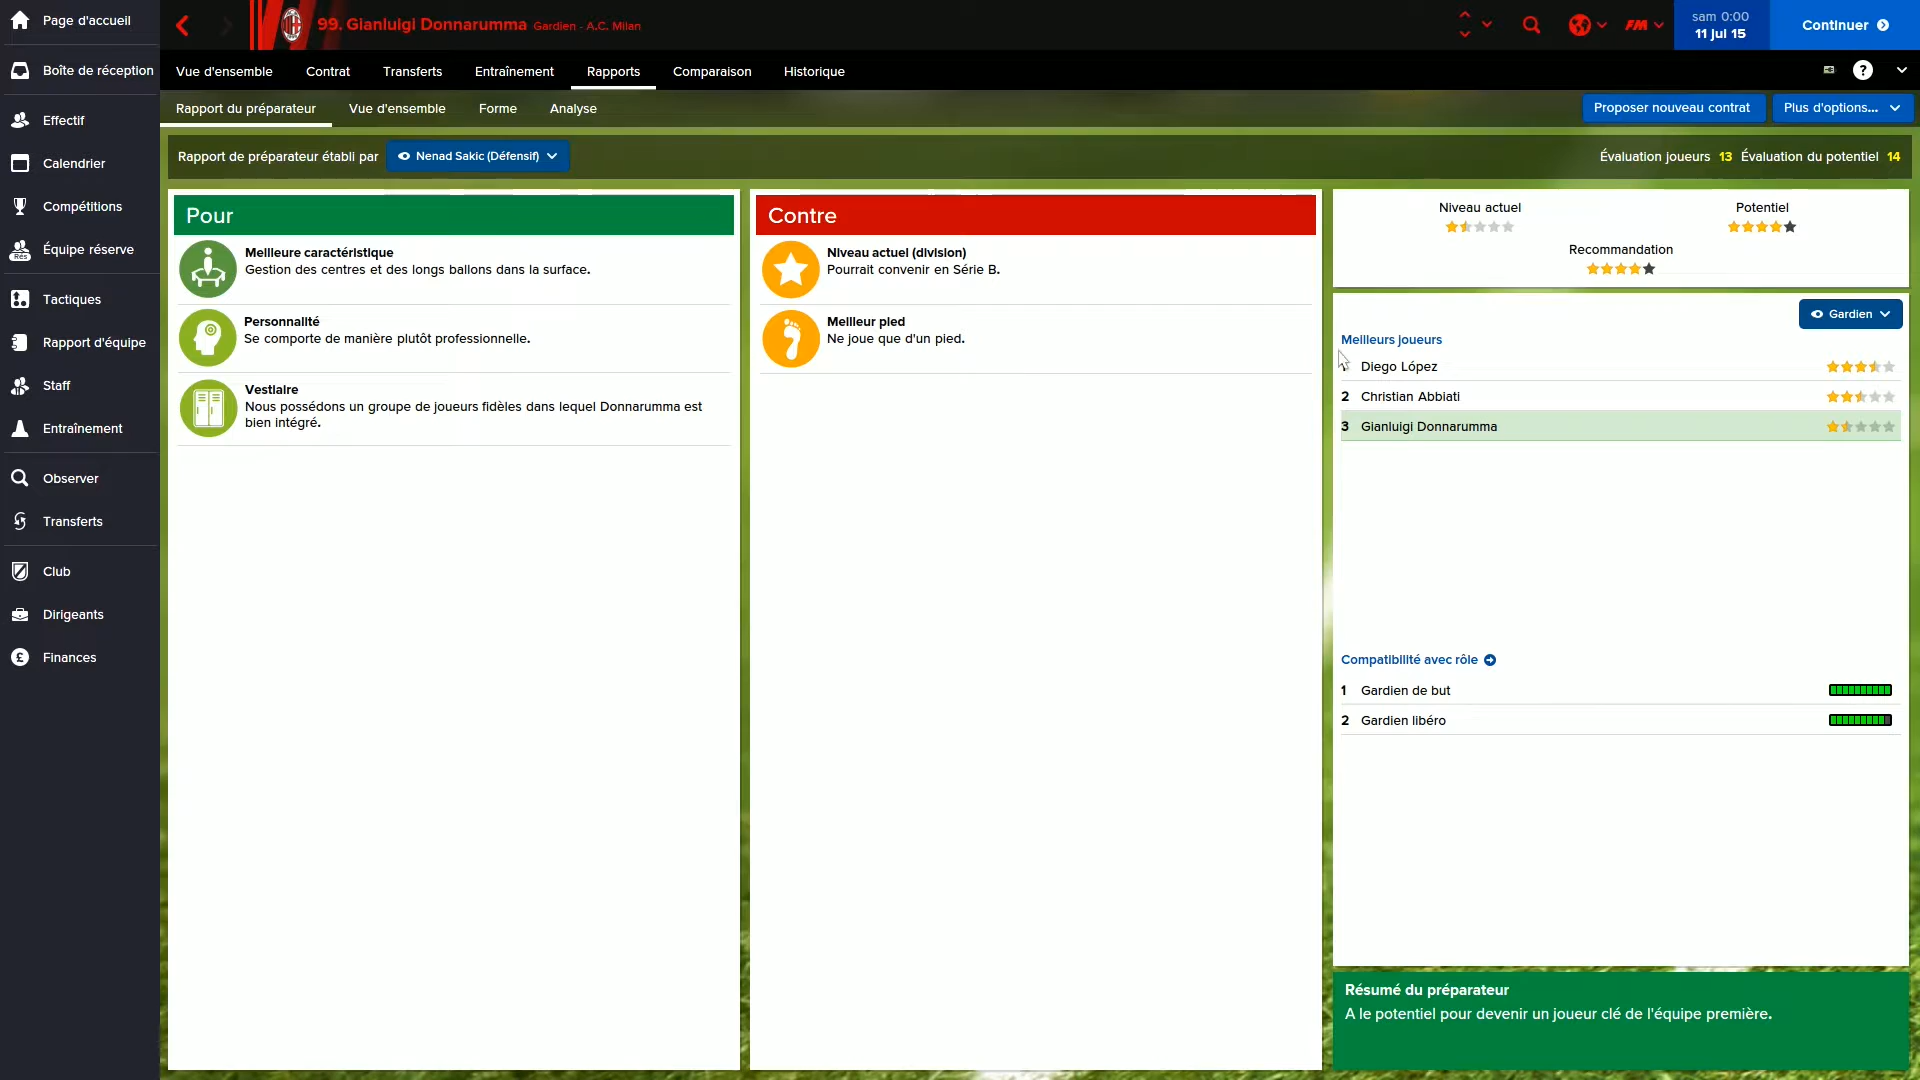 Page d'accueil
Boîte de réception
Effectif
Calendrier
Compétitions
Rés
Équipe réserve
Tactiques
Rapport d'équipe
Staff
Entraînement
Observer
Transferts
Club
Dirigeants
£
Finances
99. Gianluigi Donnarumma Gardien - A.C. Milan
FM
sam 0:00
11 jul 15
Continuer
Vue d'ensemble Contrat Transferts Entraînement Rapports Comparaison Historique
?
Rapport du préparateur Vue d'ensemble Forme Analyse
Proposer nouveau contrat Plus d'options...
Rapport de préparateur établi par Nenad Sakic (Défensif)
Évaluation joueurs 13 Évaluation du potentiel 14
Pour
Meilleure caractéristique
Gestion des centres et des longs ballons dans la surface.
Personnalité
Se comporte de manière plutôt professionnelle.
Vestiaire
Nous possédons un groupe de joueurs fidèles dans lequel Donnarumma est
bien intégré.
Contre
Niveau actuel (division)
Pourrait convenir en Série B.
Meilleur pied
Ne joue que d'un pied.
Niveau actuel
Potentiel
Recommandation
Gardien
Meilleurs joueurs
Diego López
2 Christian Abbiati
3 Gianluigi Donnarumma
Compatibilité avec rôle
1 Gardien de but
2 Gardien libéro
Résumé du préparateur
A le potentiel pour devenir un joueur clé de l'équipe première.